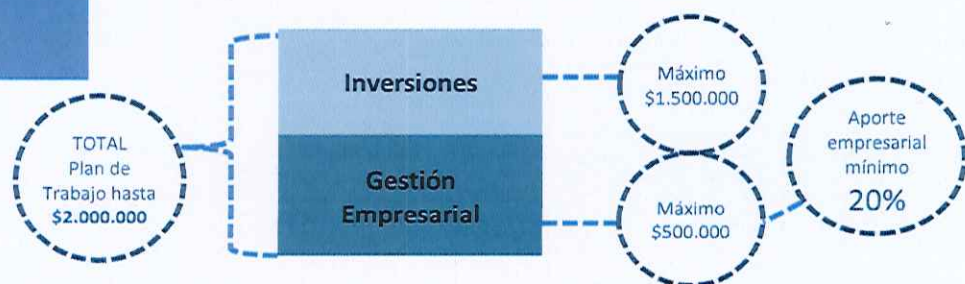 TOTAL
Plan de
Trabajo hasta
$2.000.000
Inversiones
Gestión
Empresarial
Máximo
$1.500.000
Máximo
$500.000
Aporte
empresarial
mínimo
20%